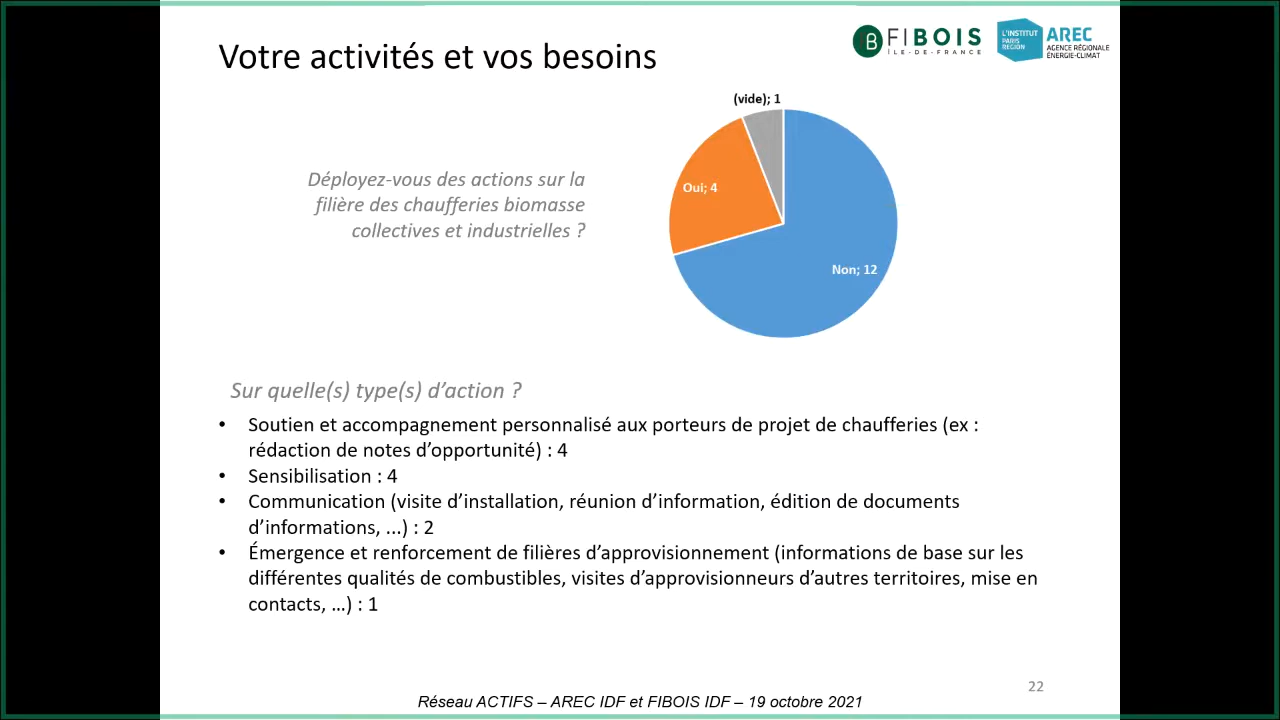 Votre activités et vos besoins
B FIBOIS
ÎLE-DE-FRANCE
L'INSTITUT
PARIS
REGION
AREC
AGENCE RÉGIONALE
ÉNERGIE-CLIMAT
(vide); 1
Oui; 4
Non; 12
Déployez-vous des actions sur la
filière des chaufferies biomasse
collectives et industrielles ?
Sur quelle(s) type(s) d’action ?
• Soutien et accompagnement personnalisé aux porteurs de projet de chaufferies (ex :
rédaction de notes d’opportunité) : 4
• Sensibilisation : 4
• Communication (visite d’installation, réunion d’information, édition de documents
d’informations, ...) : 2
• Émergence et renforcement de filières d’approvisionnement (informations de base sur les
différentes qualités de combustibles, visites d’approvisionneurs d’autres territoires, mise en
contacts, …) : 1
22
Réseau ACTIFS – AREC IDF et FIBOIS IDF – 19 octobre 2021